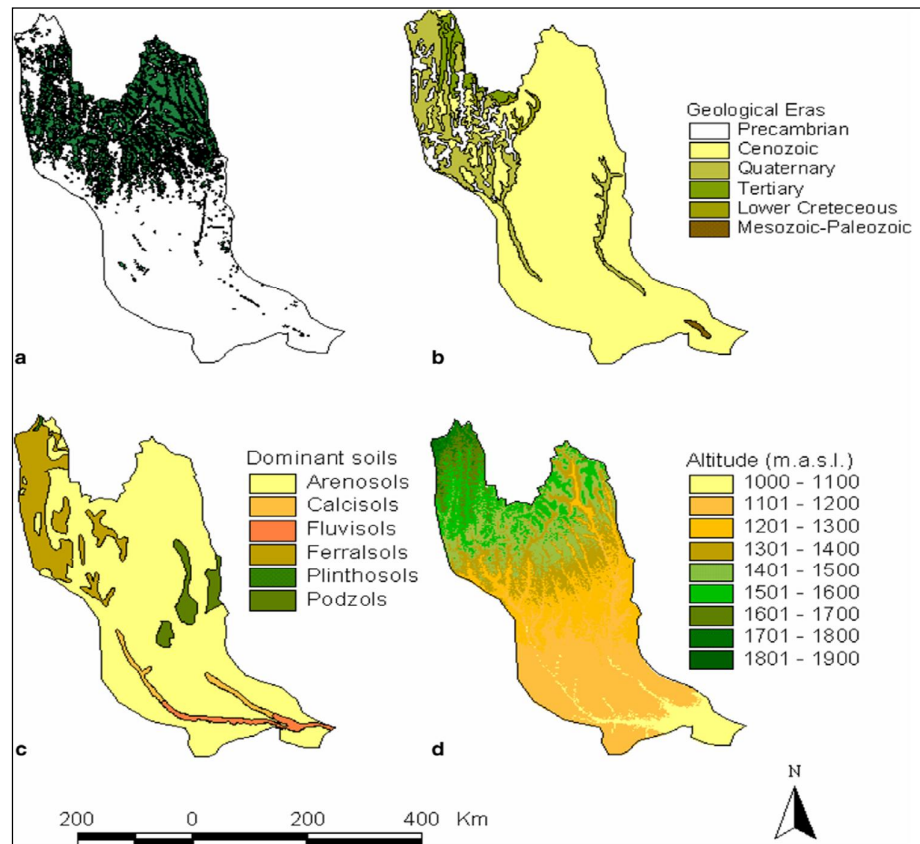 a
b
Geological Eras
Precambrian
Cenozoic
Quaternary
Tertiary
Lower Creteceous
Mesozoic-Paleozoic
c
Dominant soils
Arenosols
Calcisols
Fluvisols
Ferralsols
Plinthosols
Podzols
d
Altitude (m.a.s.l.)
1000 - 1100
1101 - 1200
1201 - 1300
1301 - 1400
1401 - 1500
1501 - 1600
1601 - 1700
1701 - 1800
1801 - 1900
200 0 200 400 Km
N